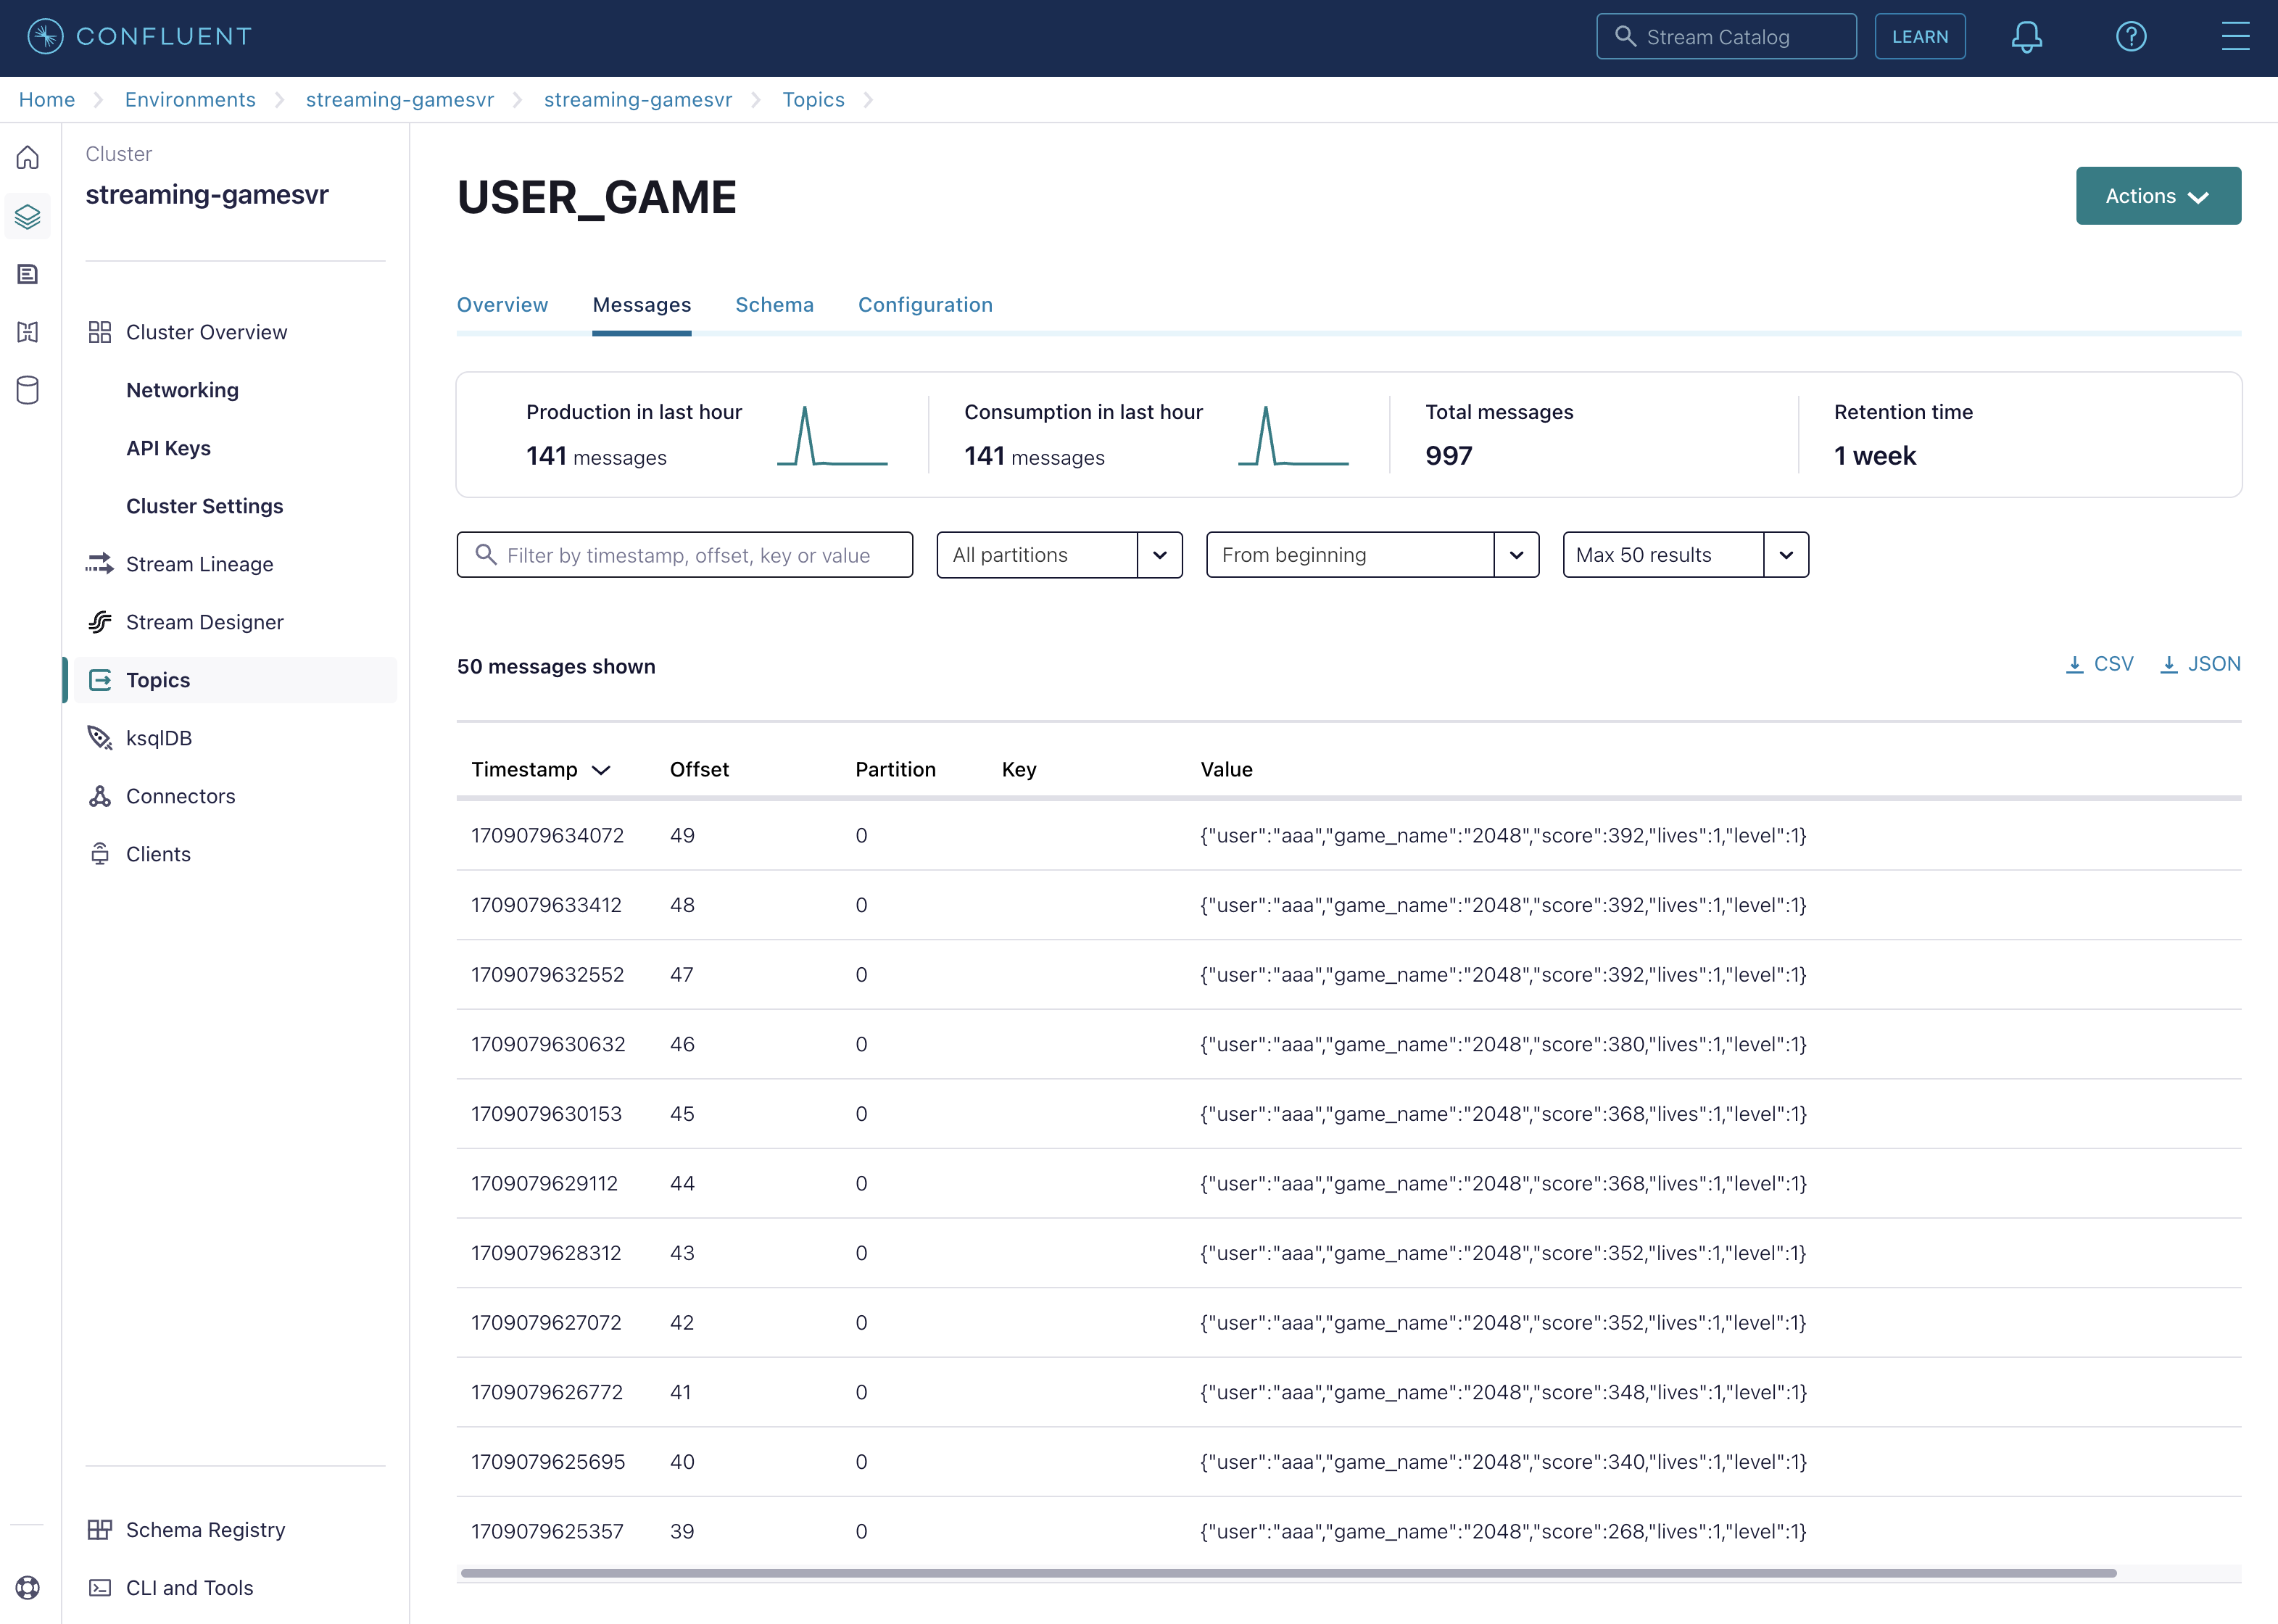 CONFLUENT
Stream Catalog
LEARN
Home
Environments
streaming-gamesvr
streaming-gamesvr
Topics
Cluster
streaming-gamesvr
Cluster Overview
Networking
API Keys
Cluster Settings
Stream Lineage
Stream Designer
Topics
ksqlDB
Connectors
Clients
Schema Registry
CLI and Tools
USER_GAME
Actions
Overview Messages Schema Configuration
Production in last hour
141 messages
Consumption in last hour
141 messages
Total messages
997
Retention time
1 week
Filter by timestamp, offset, key or value
All partitions
From beginning
Max 50 results
50 messages shown
CSV
JSON
Timestamp Offset Partition Key Value
1709079634072 49 0 {"user":"aaa","game_name":"2048","score":392,"lives":1,"level":1}
1709079633412 48 0 {"user":"aaa","game_name":"2048","score":392,"lives":1,"level":1}
1709079632552 47 0 {"user":"aaa","game_name":"2048","score":392,"lives":1,"level":1}
1709079630632 46 0 {"user":"aaa","game_name":"2048","score":380,"lives":1,"level":1}
1709079630153 45 0 {"user":"aaa","game_name":"2048","score":368,"lives":1,"level":1}
1709079629112 44 0 {"user":"aaa","game_name":"2048","score":368,"lives":1,"level":1}
1709079628312 43 0 {"user":"aaa","game_name":"2048","score":352,"lives":1,"level":1}
1709079627072 42 0 {"user":"aaa","game_name":"2048","score":352,"lives":1,"level":1}
1709079626772 41 0 {"user":"aaa","game_name":"2048","score":348,"lives":1,"level":1}
1709079625695 40 0 {"user":"aaa","game_name":"2048","score":340,"lives":1,"level":1}
1709079625357 39 0 {"user":"aaa","game_name":"2048","score":268,"lives":1,"level":1}